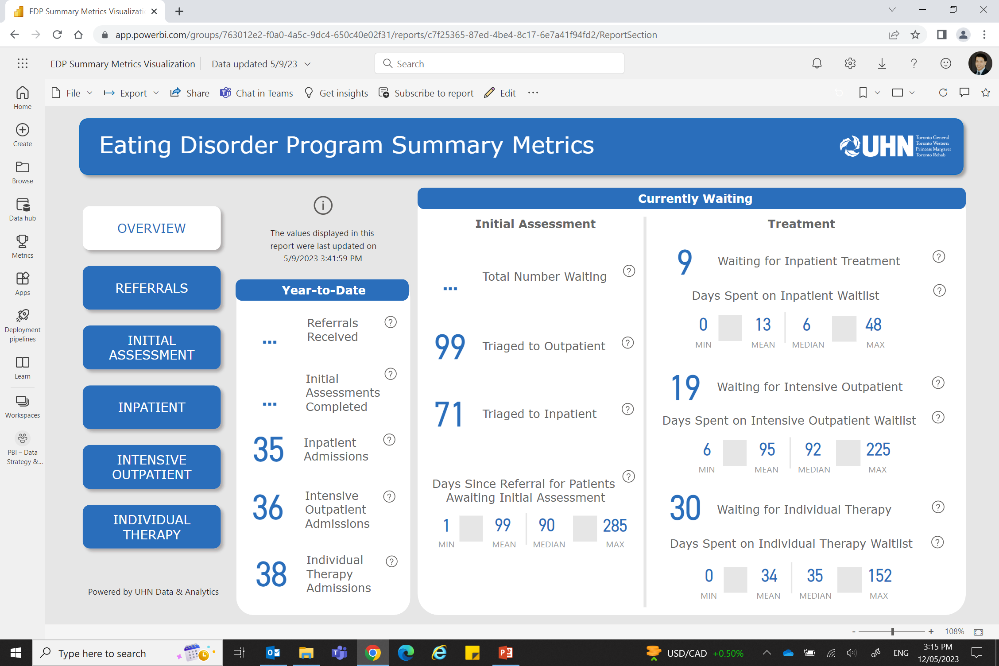 EDP Summary Metrics Visualizati
app.powerbi.com/groups/763012e2-f0a0-4a5c-9dc4-650c40e02f31/reports/c7f25365-87ed-4be4-8c17-6e7a41f94fd2/ReportSection
EDP Summary Metrics Visualization
Data updated 5/9/23
Search
File
Export
Share
Chat in Teams
Get insights
Subscribe to report
Edit
Home
Create
Browse
Data hub
Metrics
Apps
Deployment
pipelines
Learn
Workspaces
PBI – Data
Strategy &...
Eating Disorder Program Summary Metrics
UHN
Toronto General
Toronto Western
Princess Margaret
Toronto Rehab
OVERVIEW
REFERRALS
INITIAL
ASSESSMENT
INPATIENT
INTENSIVE
OUTPATIENT
INDIVIDUAL
THERAPY
Powered by UHN Data & Analytics
The values displayed in this
report were last updated on
5/9/2023 3:41:59 PM
Year-to-Date
... Referrals
Received
... Initial
Assessments
Completed
35 Inpatient
Admissions
36 Intensive
Outpatient
Admissions
38 Individual
Therapy
Admissions
Currently Waiting
Initial Assessment
... Total Number Waiting
99 Triaged to Outpatient
71 Triaged to Inpatient
Days Since Referral for Patients
Awaiting Initial Assessment
1 99 90 285
MIN MEAN MEDIAN MAX
Treatment
9 Waiting for Inpatient Treatment
Days Spent on Inpatient Waitlist
0 13 6 48
MIN MEAN MEDIAN MAX
19 Waiting for Intensive Outpatient
Days Spent on Intensive Outpatient Waitlist
6 95 92 225
MIN MEAN MEDIAN MAX
30 Waiting for Individual Therapy
Days Spent on Individual Therapy Waitlist
0 34 35 152
MIN MEAN MEDIAN MAX
- + 108%
Type here to search
USD/CAD +0.50%
ENG
3:15 PM
12/05/2023